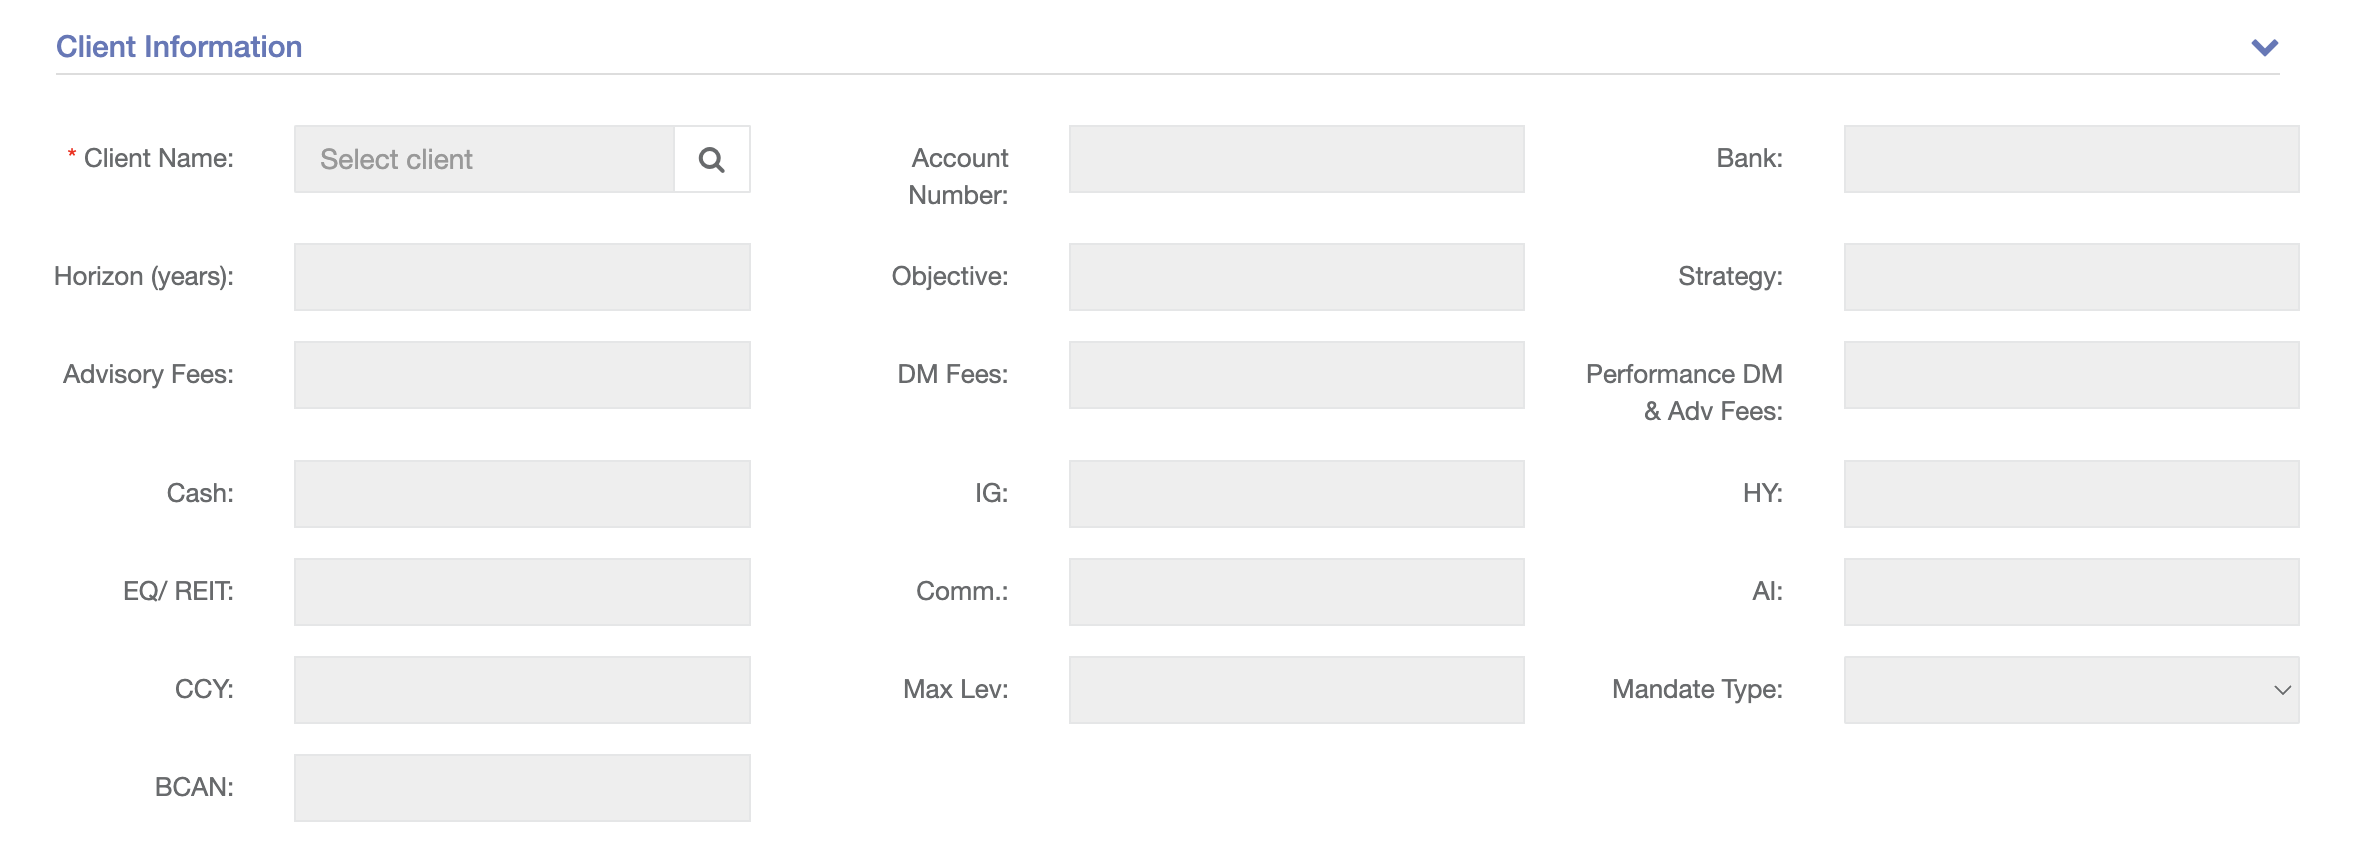 Client Information
* Client Name:
Select client
Account
Number:
Bank:
Horizon (years):
Objective:
Strategy:
Advisory Fees:
DM Fees:
Performance DM
& Adv Fees:
Cash:
IG:
HY:
EQ/ REIT:
Comm.:
AI:
CCY:
Max Lev:
Mandate Type:
BCAN: